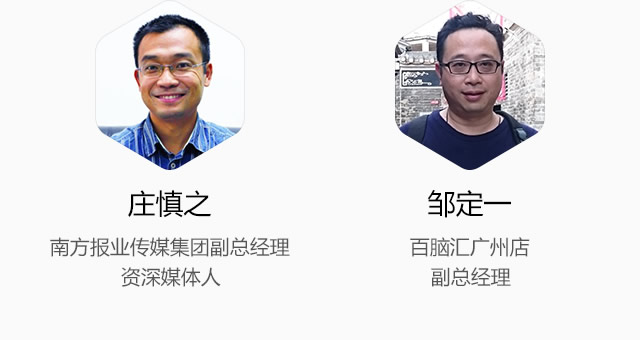 庄慎之
南方报业传媒集团副总经理
资深媒体人
邹定一
百脑汇广州店
副总经理